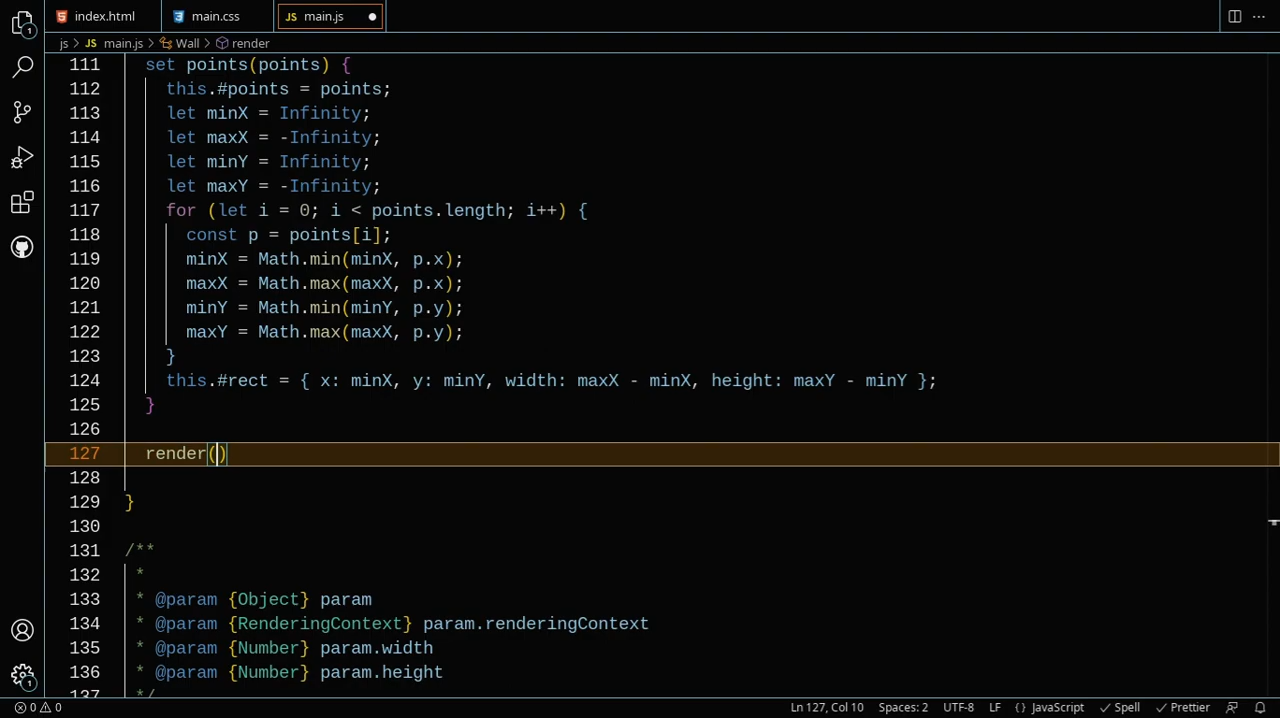 index.html
main.css
JS main.js
js > JS main.js > Wall > render
111 set points(points) {
112 this.#points = points;
113 let minX = Infinity;
114 let maxX = -Infinity;
115 let minY = Infinity;
116 let maxY = -Infinity;
117 for (let i = 0; i < points.length; i++) {
118 const p = points[i];
119 minX = Math.min(minX, p.x);
120 maxX = Math.max(maxX, p.x);
121 minY = Math.min(minY, p.y);
122 maxY = Math.max(maxX, p.y);
123 }
124 this.#rect = { x: minX, y: minY, width: maxX - minX, height: maxY - minY };
125 }
126
127 render()
128
129 }
130
131 /**
132 *
133 * @param {Object} param
134 * @param {RenderingContext} param.renderingContext
135 * @param {Number} param.width
136 * @param {Number} param.height
137 */
0 0 Ln 127, Col 10 Spaces: 2 UTF-8 LF {} JavaScript Spell Prettier